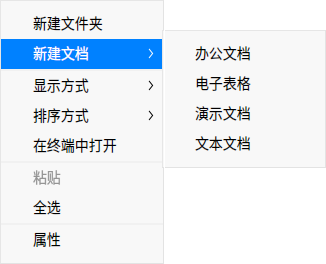 新建文件夹
新建文档
显示方式
排序方式
在终端中打开
粘贴
全选
属性
办公文档
电子表格
演示文档
文本文档